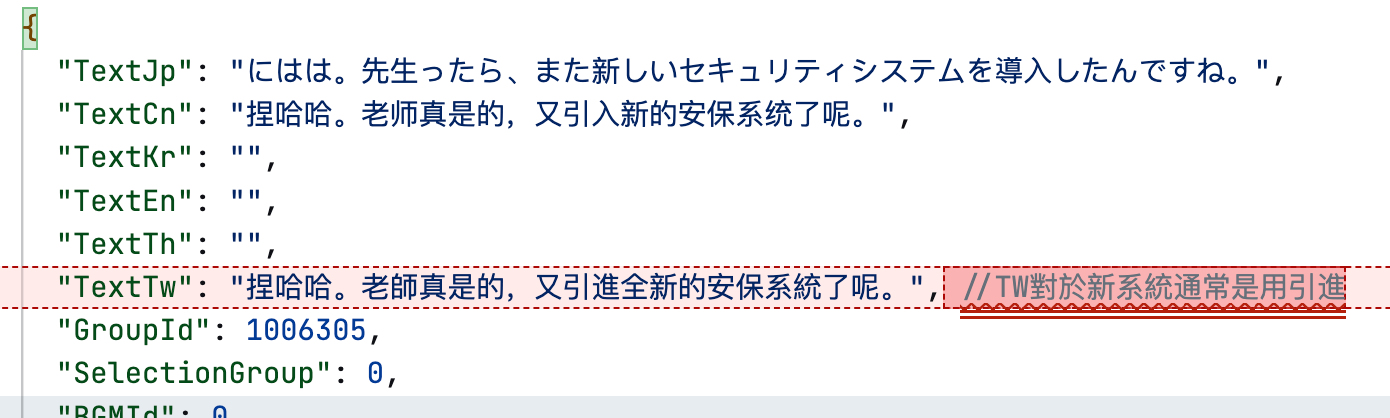 {
"TextJp": "にはは。先生ったら、また新しいセキュリティシステムを導入したんですね。",
"TextCn": "捏哈哈。老师真是的，又引入新的安保系统了呢。",
"TextKr": "",
"TextEn": "",
"TextTh": "",
"TextTw": "捏哈哈。老師真是的，又引進全新的安保系統了呢。", //TW對於新系統通常是用引進
"GroupId": 1006305,
"SelectionGroup": 0,
"BGMId": 0